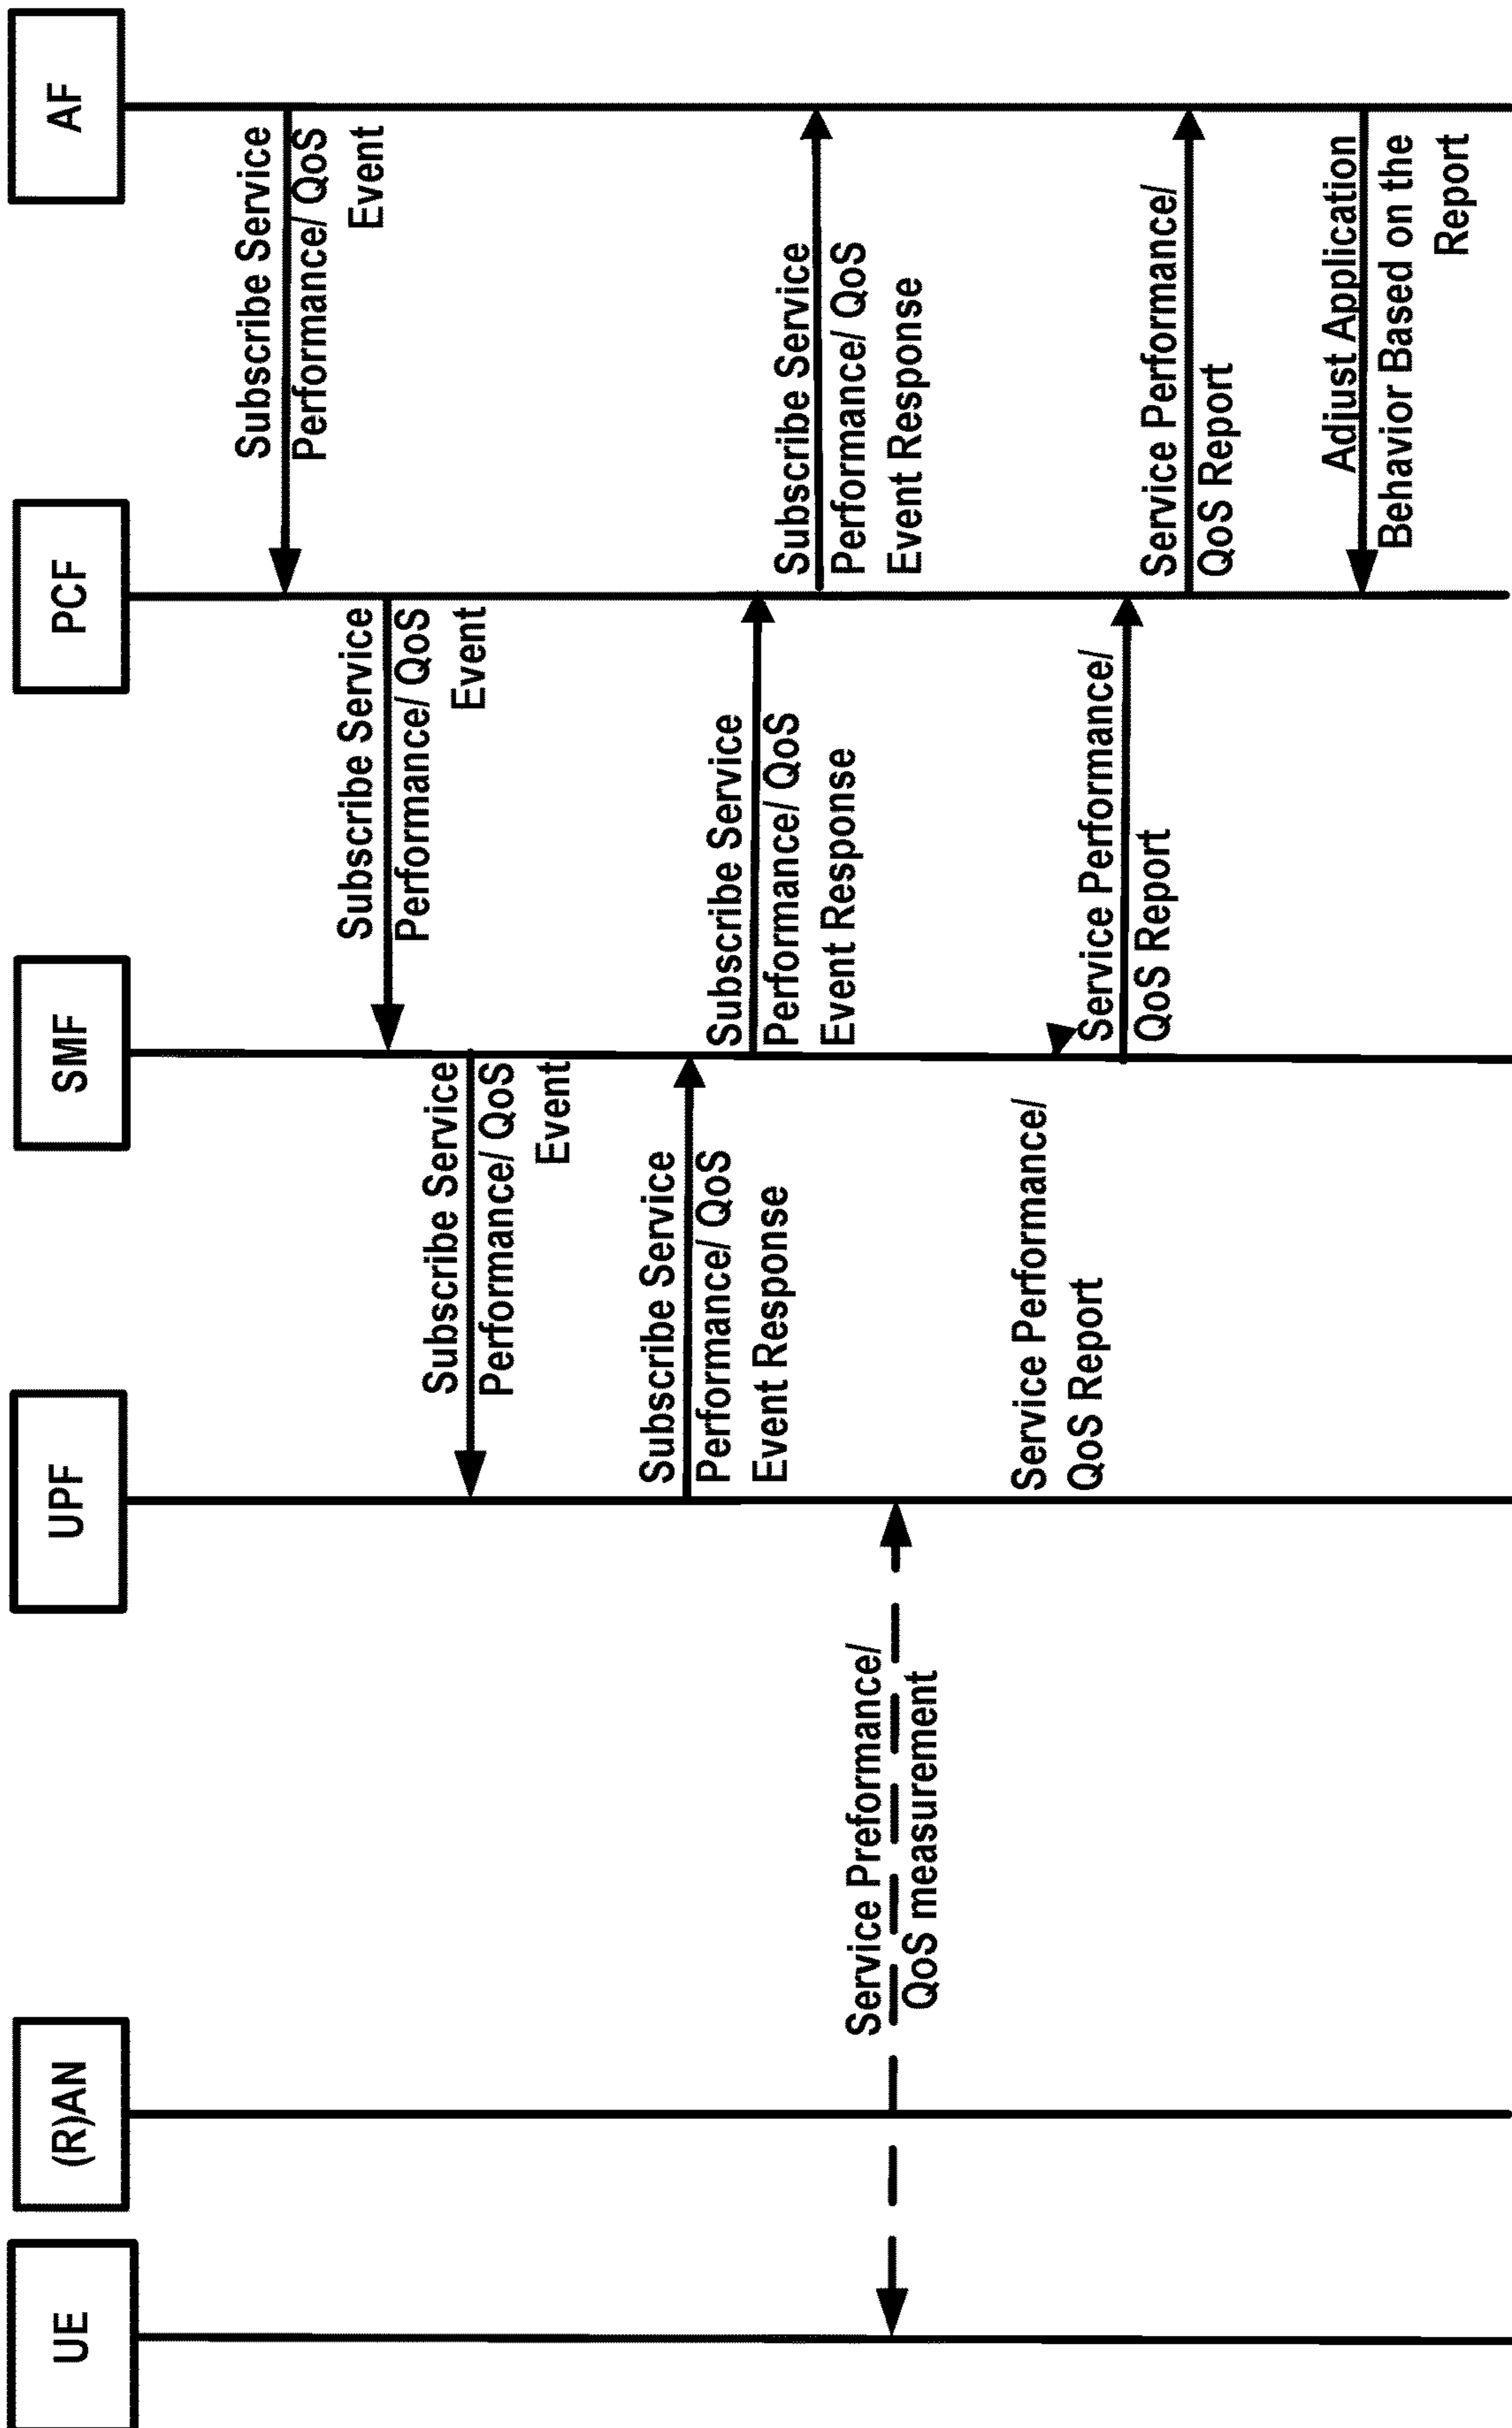 UE
(R)AN
UPF
SMF
PCF
AF
Subscribe Service
Performance/ QoS
Event
Subscribe Service
Performance/ QoS
Event
Subscribe Service
Performance/ QoS
Event
Subscribe Service
Performance/ QoS
Event Response
Subscribe Service
Performance/ QoS
Event Response
Subscribe Service
Performance/ QoS
Event Response
Service Preformance/
QoS measurement
Service Performance/
QoS Report
Service Performance/
QoS Report
Service Performance/
QoS Report
Adjust Application
Behavior Based on the
Report